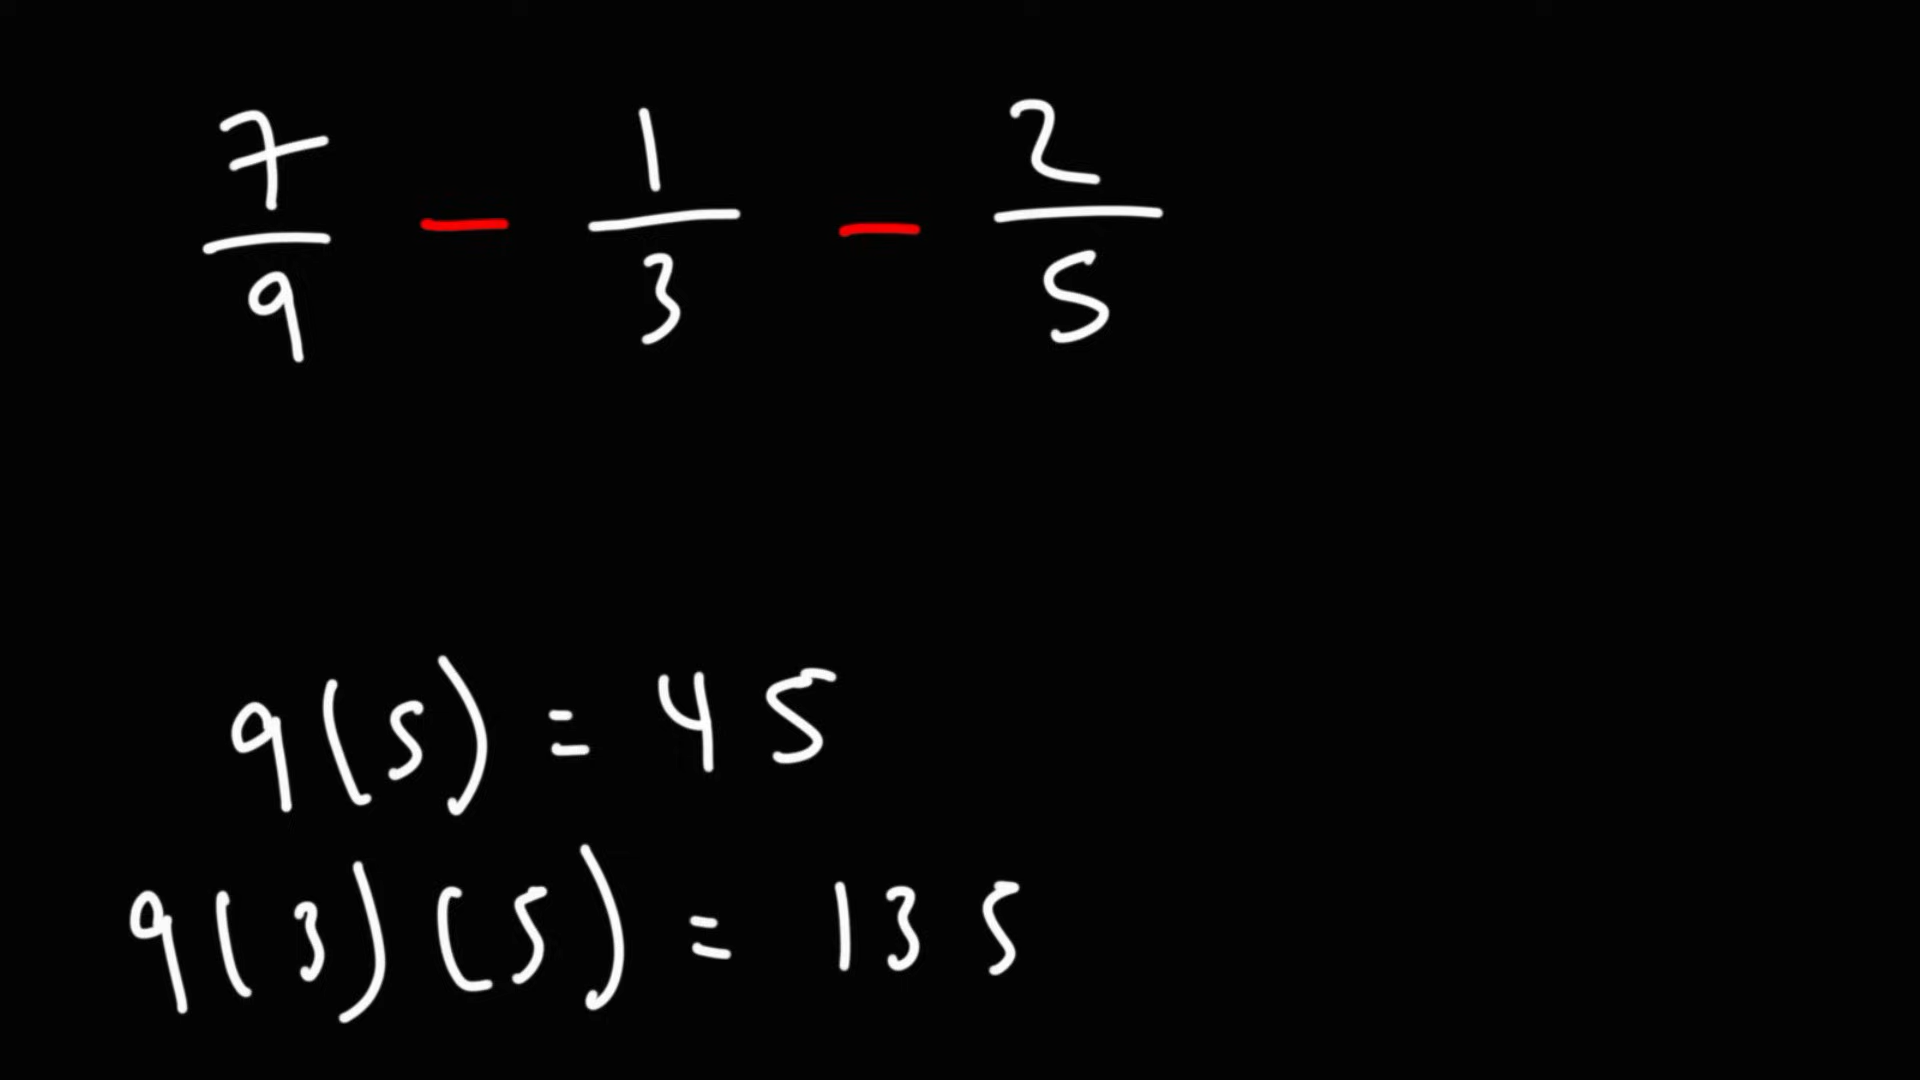 7/9 - 1/3 - 2/5
9(5) = 45
9(3)(5) = 135